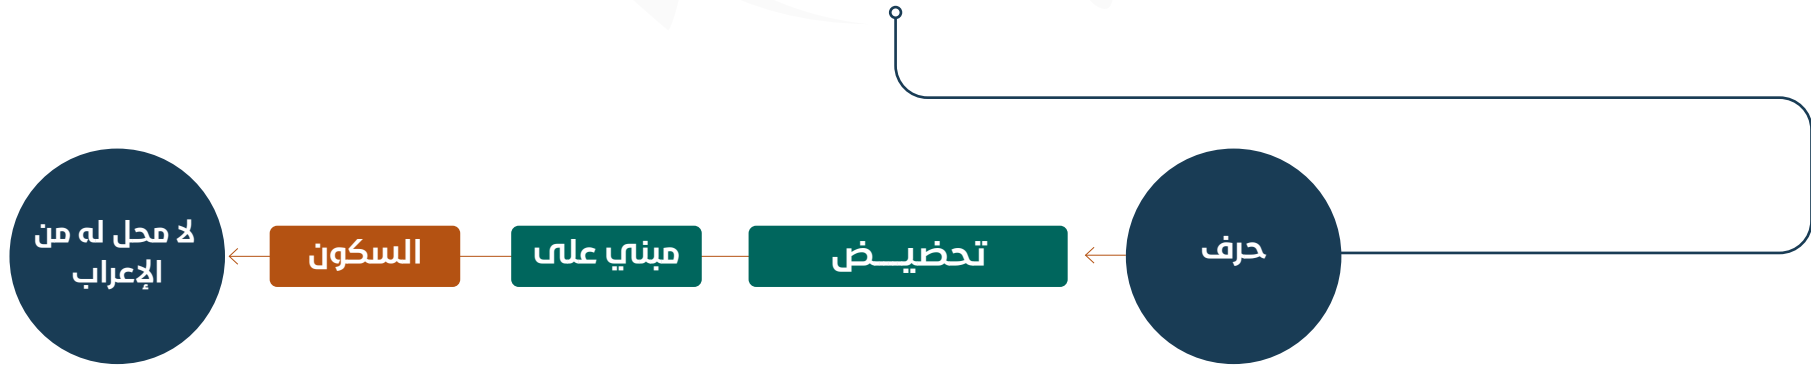 حرف
تحضيـــض
مبني على
السكون
لا محل له من
الإعراب